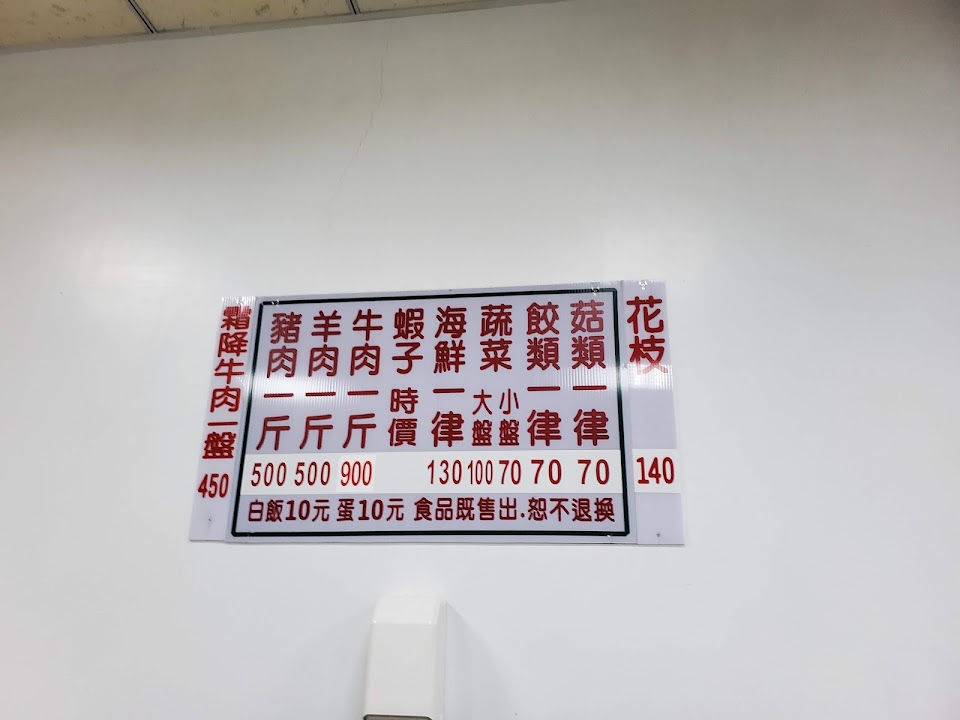 花枝 140
菇類一律 70
餃類一律 70
蔬菜 小盤 70 大盤 100
海鮮一律 130
蝦子時價
牛肉一斤 900
羊肉一斤 500
豬肉一斤 500
霜降牛肉一盤 450
白飯10元 蛋10元 食品既售出.恕不退換